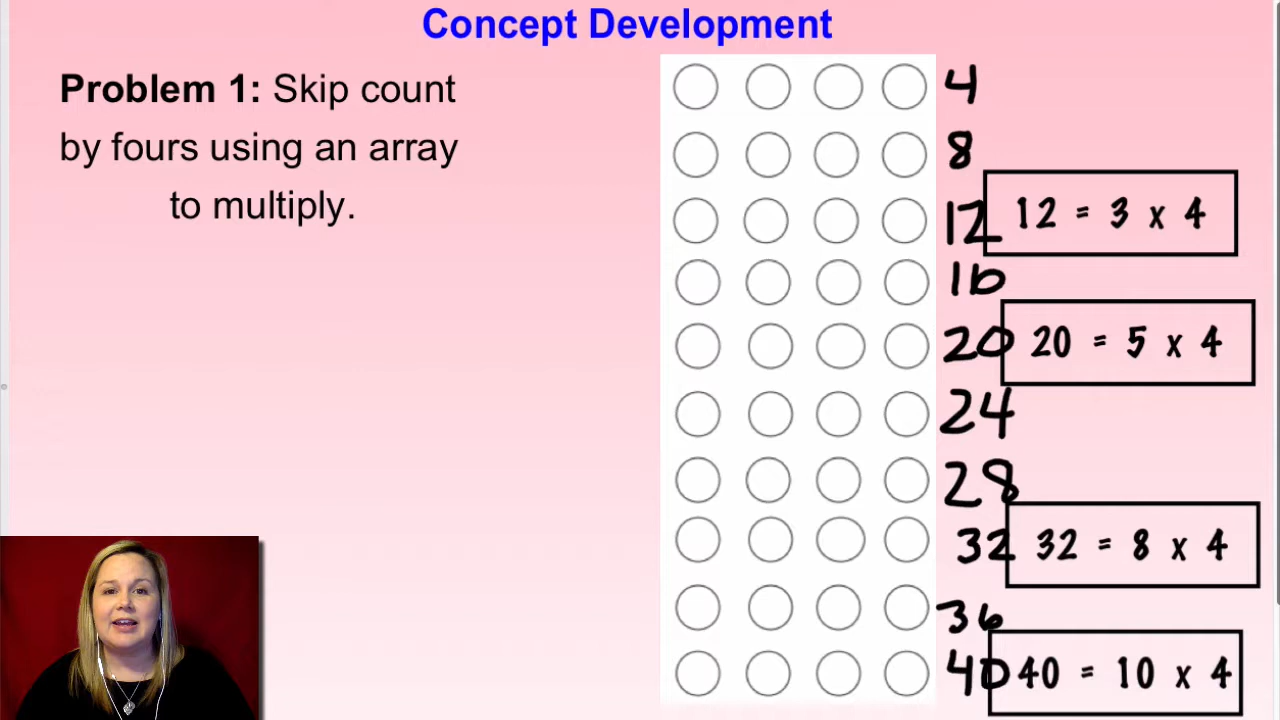 Concept Development
Problem 1: Skip count
by fours using an array
to multiply.
4
8
12
12 = 3 x 4
16
20
20 = 5 x 4
24
28
32
32 = 8 x 4
36
40
40 = 10 x 4